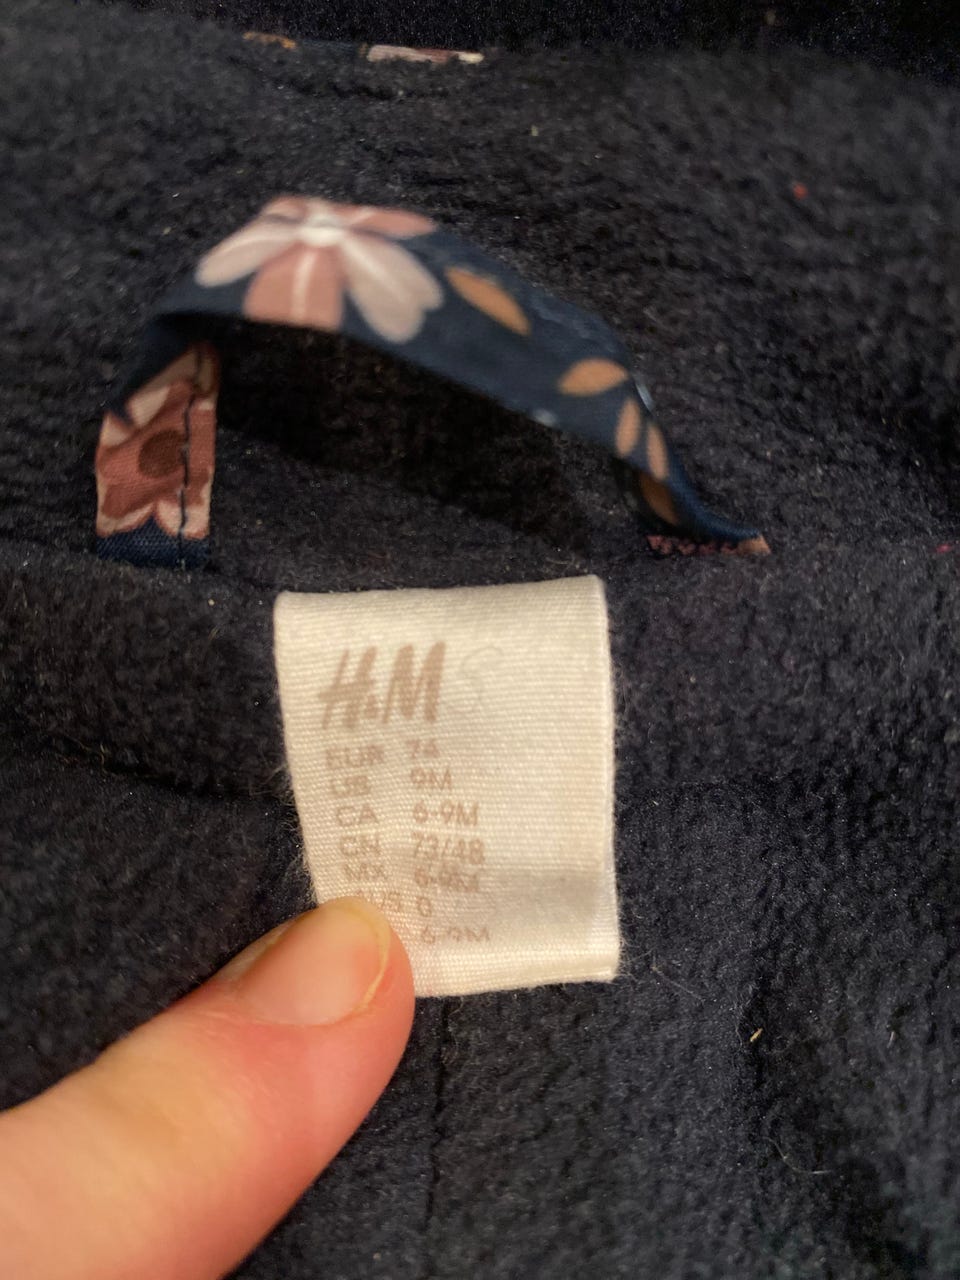 H&M
EUR 74
US 9M
CA 6-9M
CN 73/48
MX 6-9M
0
6-9M